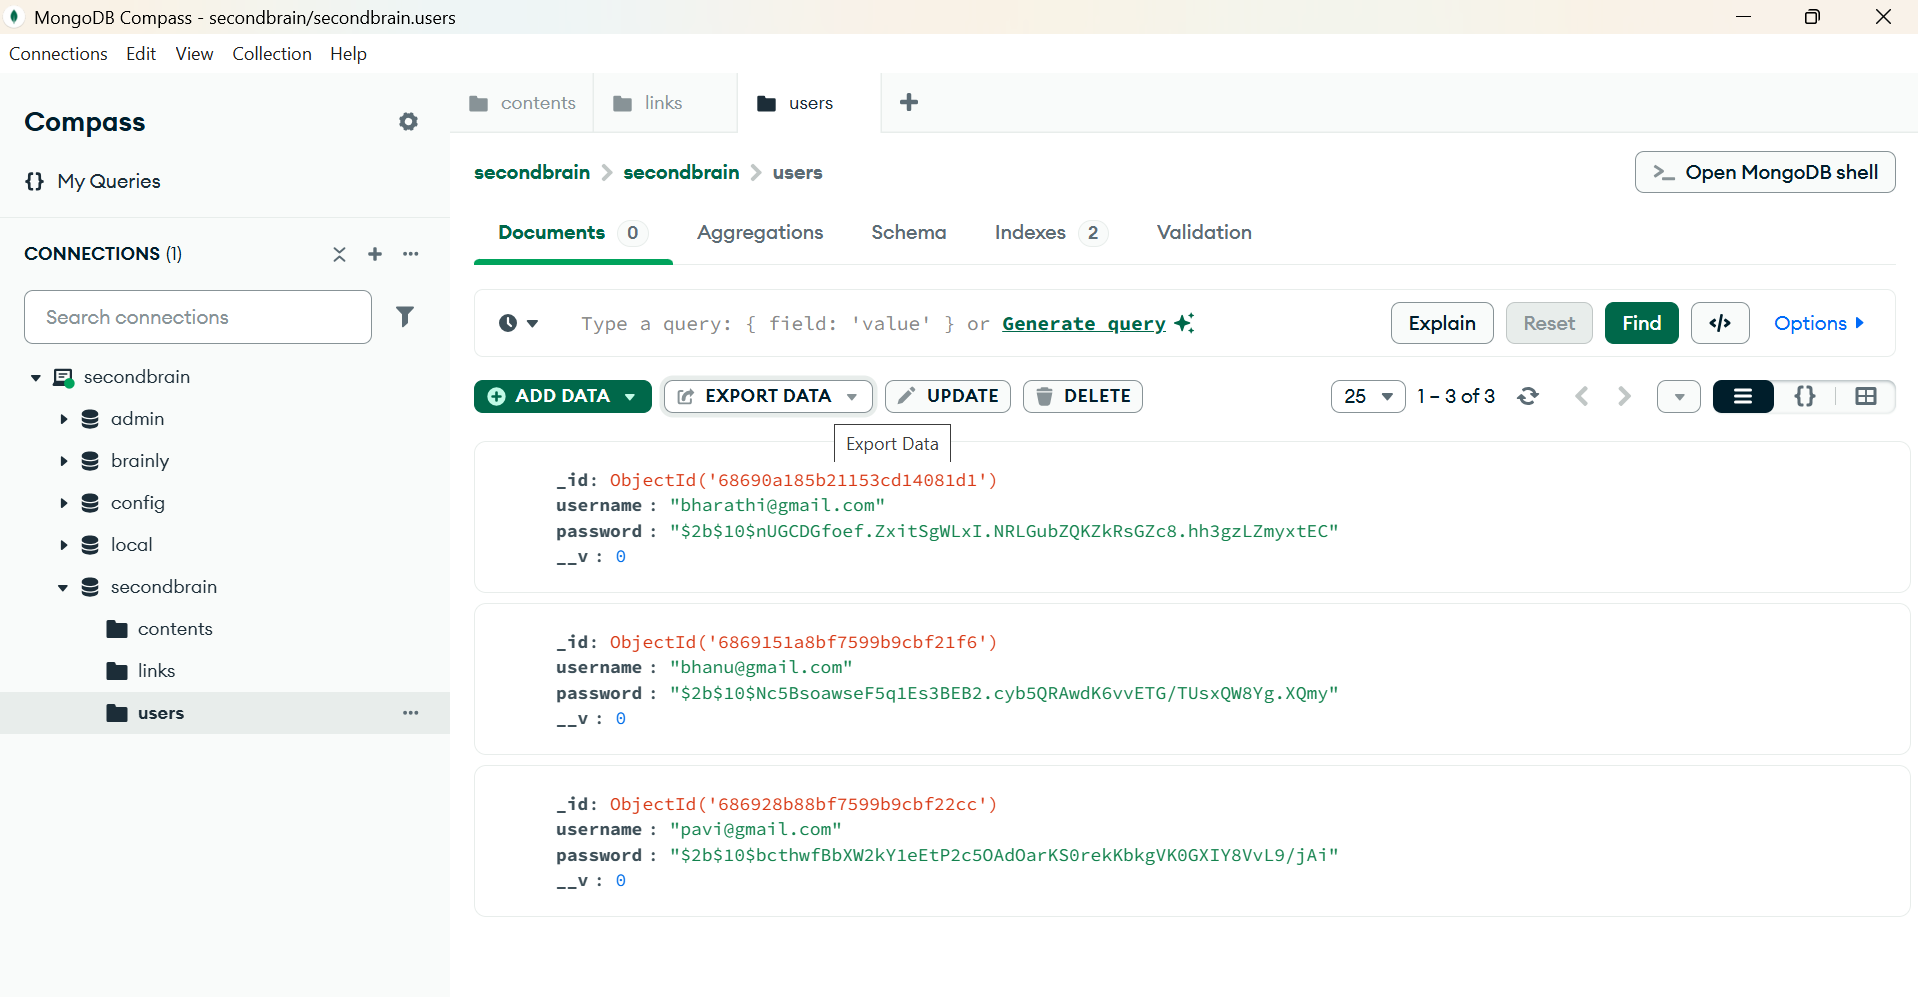 MongoDB Compass - secondbrain/secondbrain.users
Connections Edit View Collection Help
Compass
{} My Queries
CONNECTIONS (1)
Search connections
secondbrain
admin
brainly
config
local
secondbrain
contents
links
users
contents links users
secondbrain > secondbrain > users
>_ Open MongoDB shell
Documents 0 Aggregations Schema Indexes 2 Validation
Type a query: { field: 'value' } or Generate query
Explain Reset Find </> Options
ADD DATA EXPORT DATA UPDATE DELETE 25 1 – 3 of 3 {}
Export Data
_id: ObjectId('68690a185b21153cd14081d1')
username : "bharathi@gmail.com"
password : "$2b$10$nUGCDGfoef.ZxitSgWLxI.NRLGubZQKZkRsGZc8.hh3gzLZmyxtEC"
__v : 0
_id: ObjectId('6869151a8bf7599b9cbf21f6')
username : "bhanu@gmail.com"
password : "$2b$10$Nc5BsoawseF5q1Es3BEB2.cyb5QRAwdK6vvETG/TUsxQW8Yg.XQmy"
__v : 0
_id: ObjectId('686928b88bf7599b9cbf22cc')
username : "pavi@gmail.com"
password : "$2b$10$bcthwfBbXW2kY1eEtP2c5OAdOarKS0rekKbkgVK0GXIY8VvL9/jAi"
__v : 0